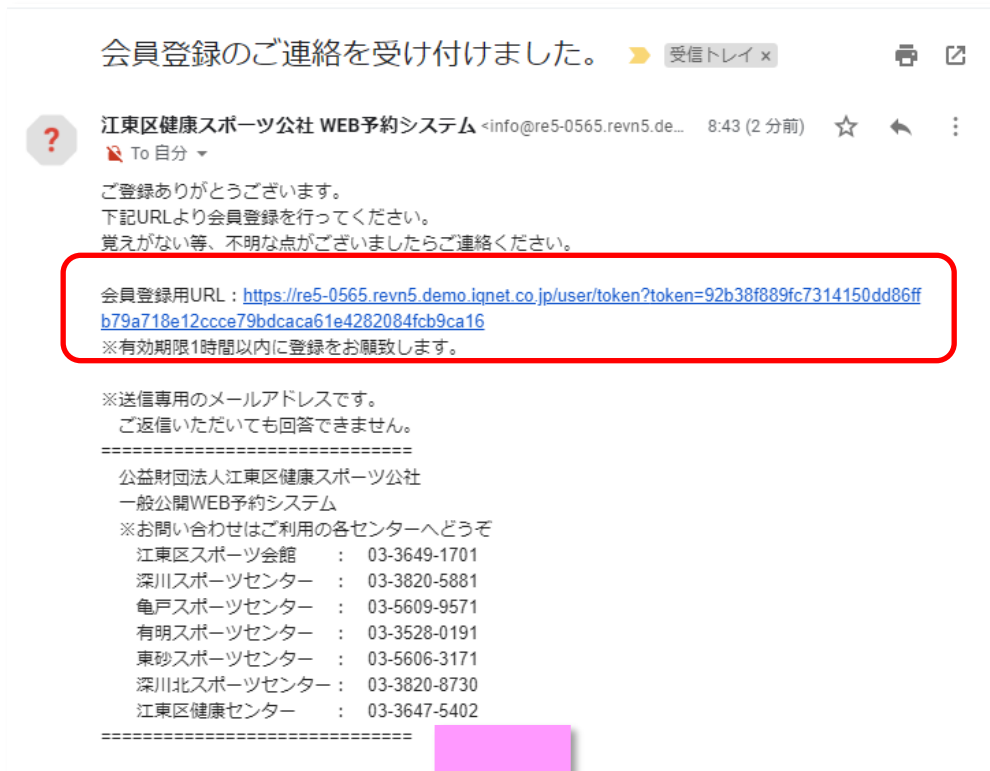 会員登録のご連絡を受け付けました。 受信トレイ ×
江東区健康スポーツ公社 WEB予約システム <info@re5-0565.revn5.de... 8:43 (2 分前)
To 自分
ご登録ありがとうございます。
下記URLより会員登録を行ってください。
覚えがない等、不明な点がございましたらご連絡ください。
会員登録用URL：https://re5-0565.revn5.demo.iqnet.co.jp/user/token?token=92b38f889fc7314150dd86ff
b79a718e12ccce79bdcaca61e4282084fcb9ca16
※有効期限1時間以内に登録をお願致します。
※送信専用のメールアドレスです。
ご返信いただいても回答できません。
==============================
公益財団法人江東区健康スポーツ公社
一般公開WEB予約システム
※お問い合わせはご利用の各センターへどうぞ
江東区スポーツ会館 ： 03-3649-1701
深川スポーツセンター ： 03-3820-5881
亀戸スポーツセンター ： 03-5609-9571
有明スポーツセンター ： 03-3528-0191
東砂スポーツセンター ： 03-5606-3171
深川北スポーツセンター： 03-3820-8730
江東区健康センター ： 03-3647-5402
==============================